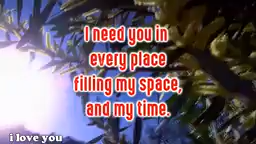 I need you in
every place
filling my space,
and my time.
i love you